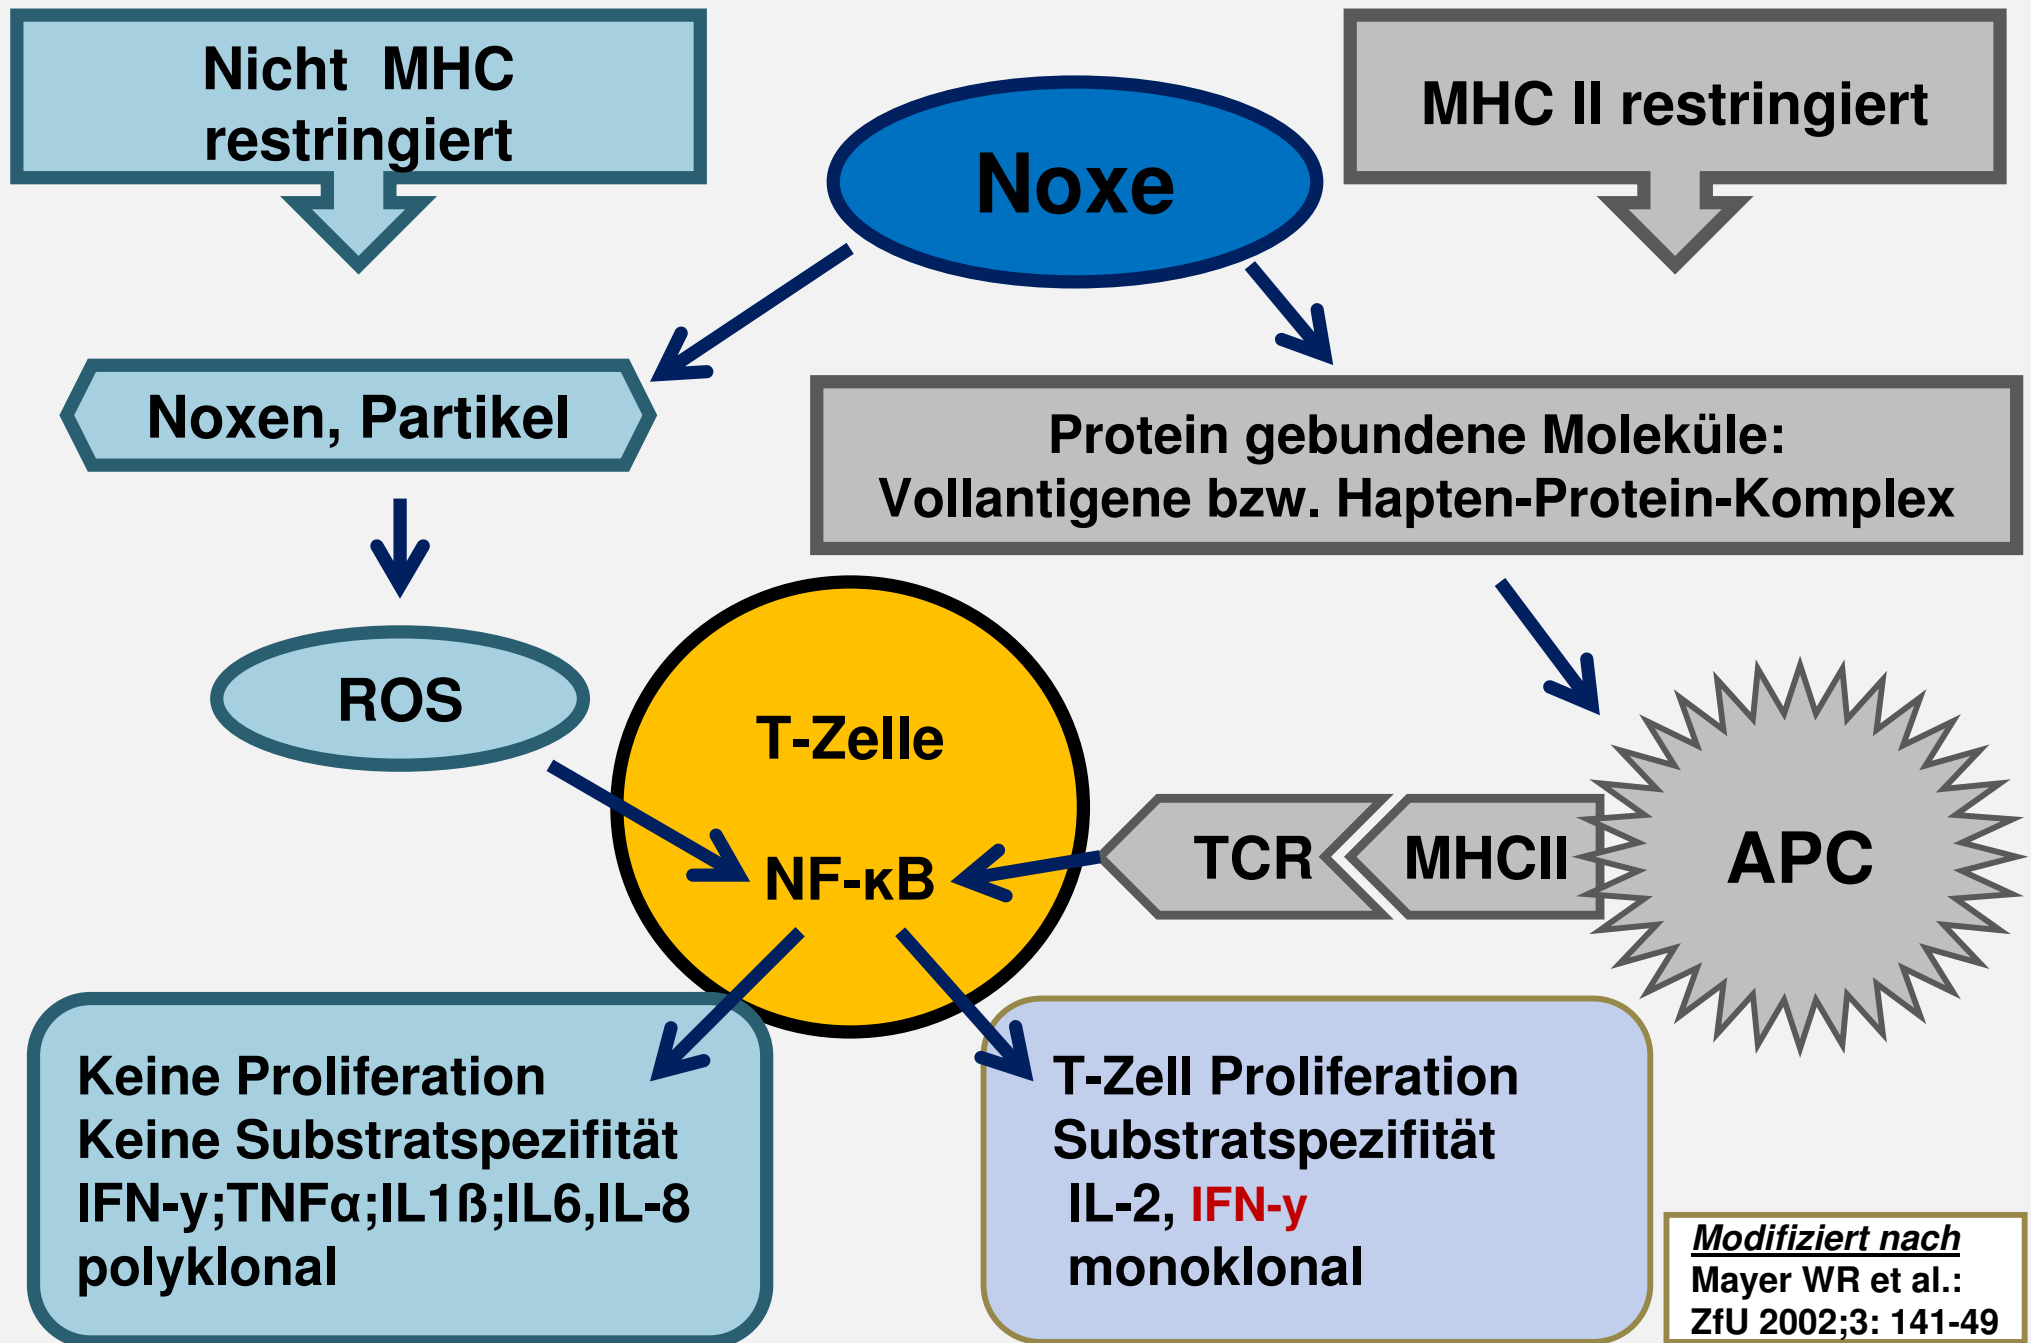 Nicht MHC
restringiert
Noxe
MHC II restringiert
Noxen, Partikel
Protein gebundene Moleküle:
Vollantigene bzw. Hapten-Protein-Komplex
ROS
T-Zelle
NF-κB
TCR
MHCII
APC
Keine Proliferation
Keine Substratspezifität
IFN-y;TNFα;IL1ß;IL6,IL-8
polyklonal
T-Zell Proliferation
Substratspezifität
IL-2, IFN-y
monoklonal
Modifiziert nach
Mayer WR et al.:
ZfU 2002;3: 141-49